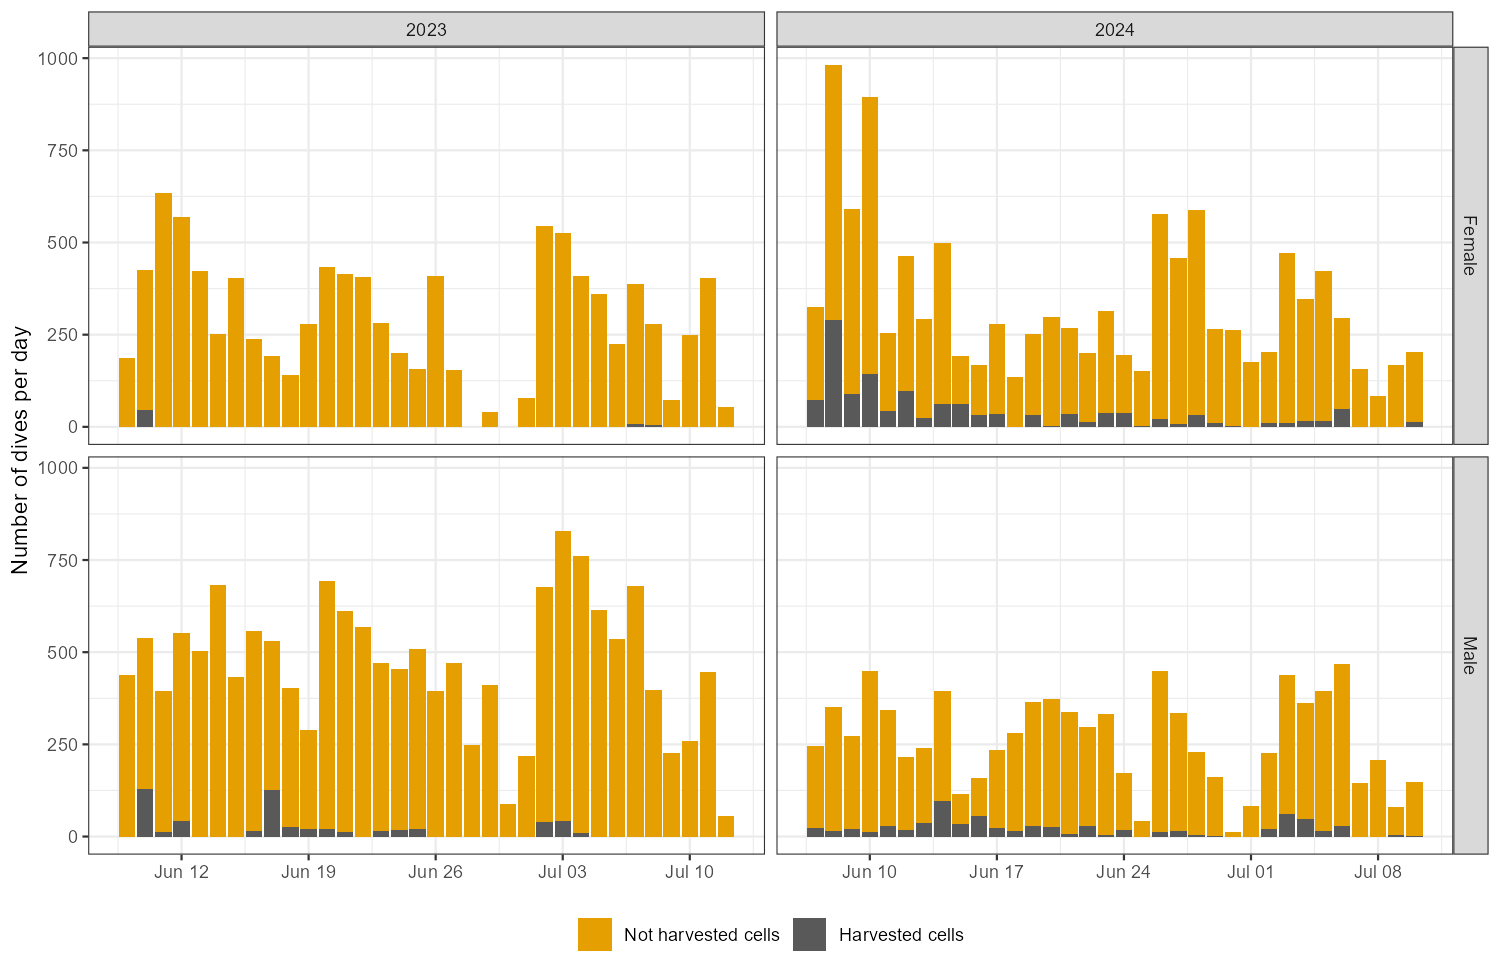 2023
2024
1000
750
500
250
0
Female
Number of dives per day
1000
750
500
250
0
Male
Jun 12
Jun 19
Jun 26
Jul 03
Jul 10
Jun 10
Jun 17
Jun 24
Jul 01
Jul 08
Not harvested cells
Harvested cells